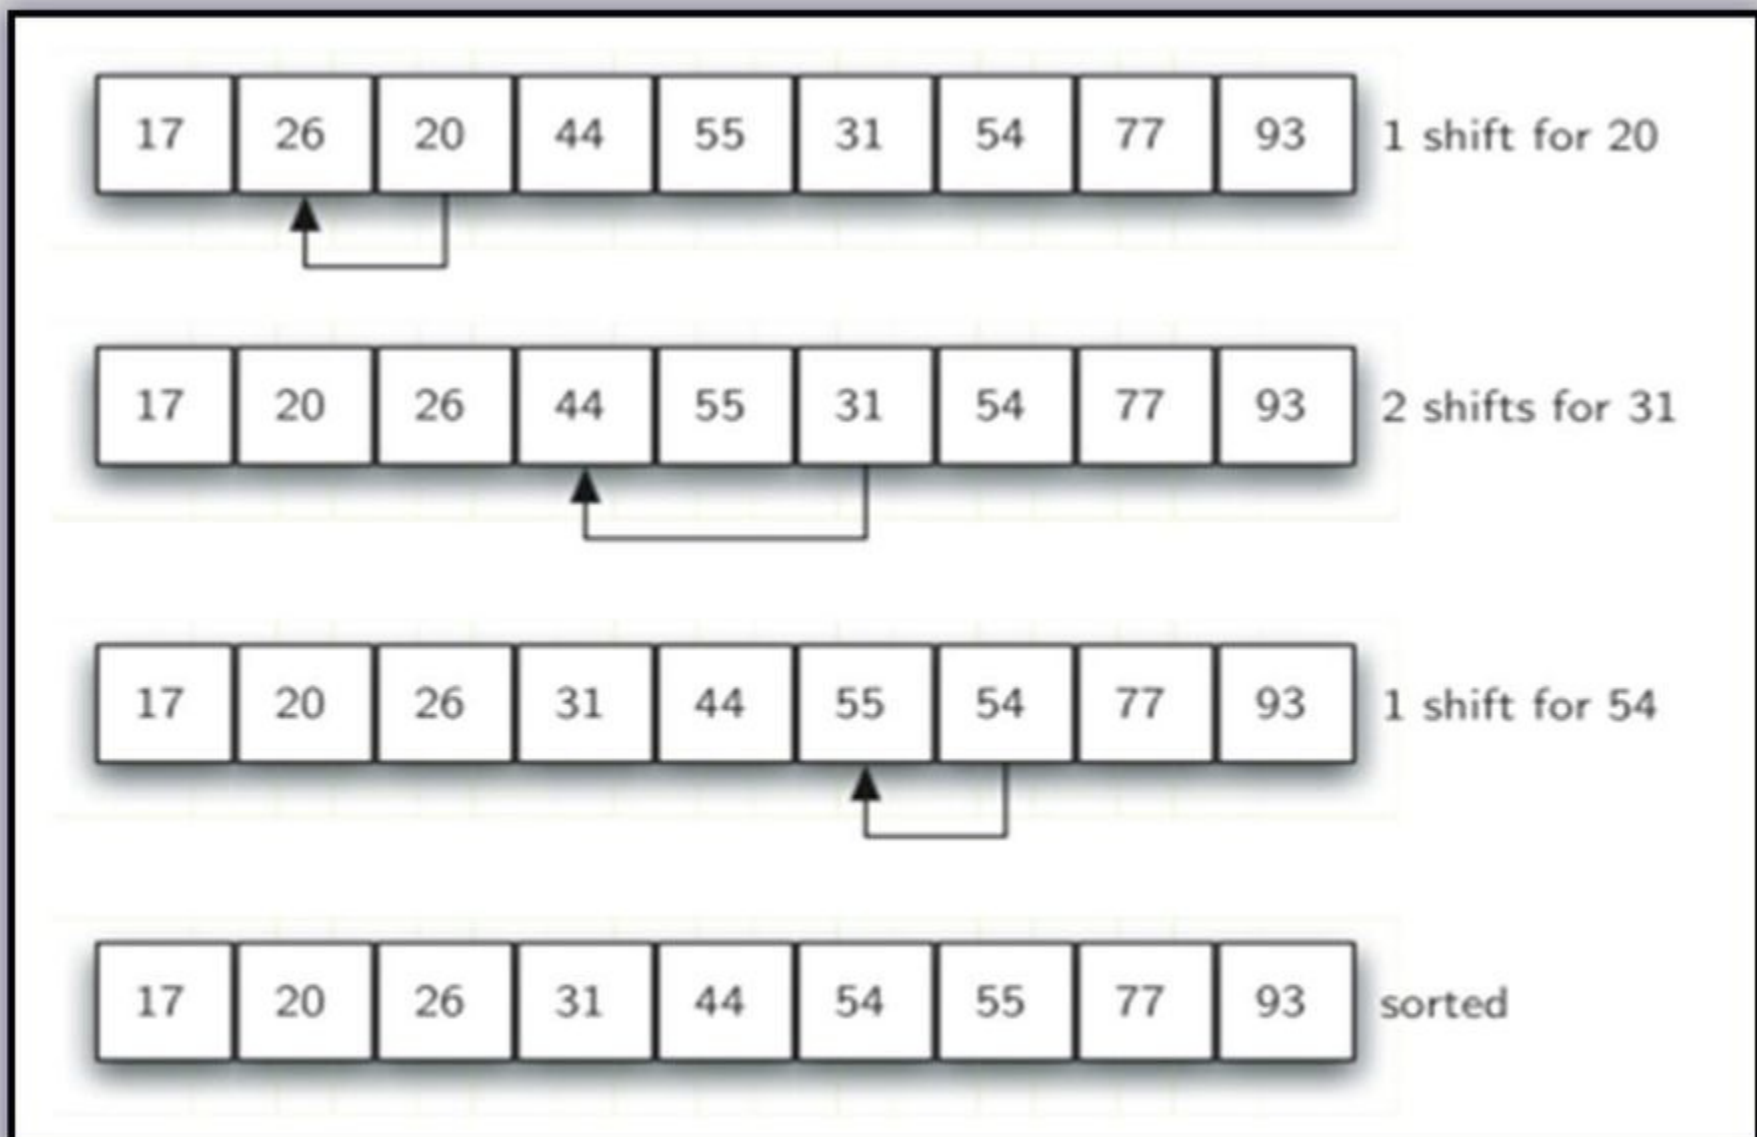 17 26 20 44 55 31 54 77 93 1 shift for 20
17 20 26 44 55 31 54 77 93 2 shifts for 31
17 20 26 31 44 55 54 77 93 1 shift for 54
17 20 26 31 44 54 55 77 93 sorted